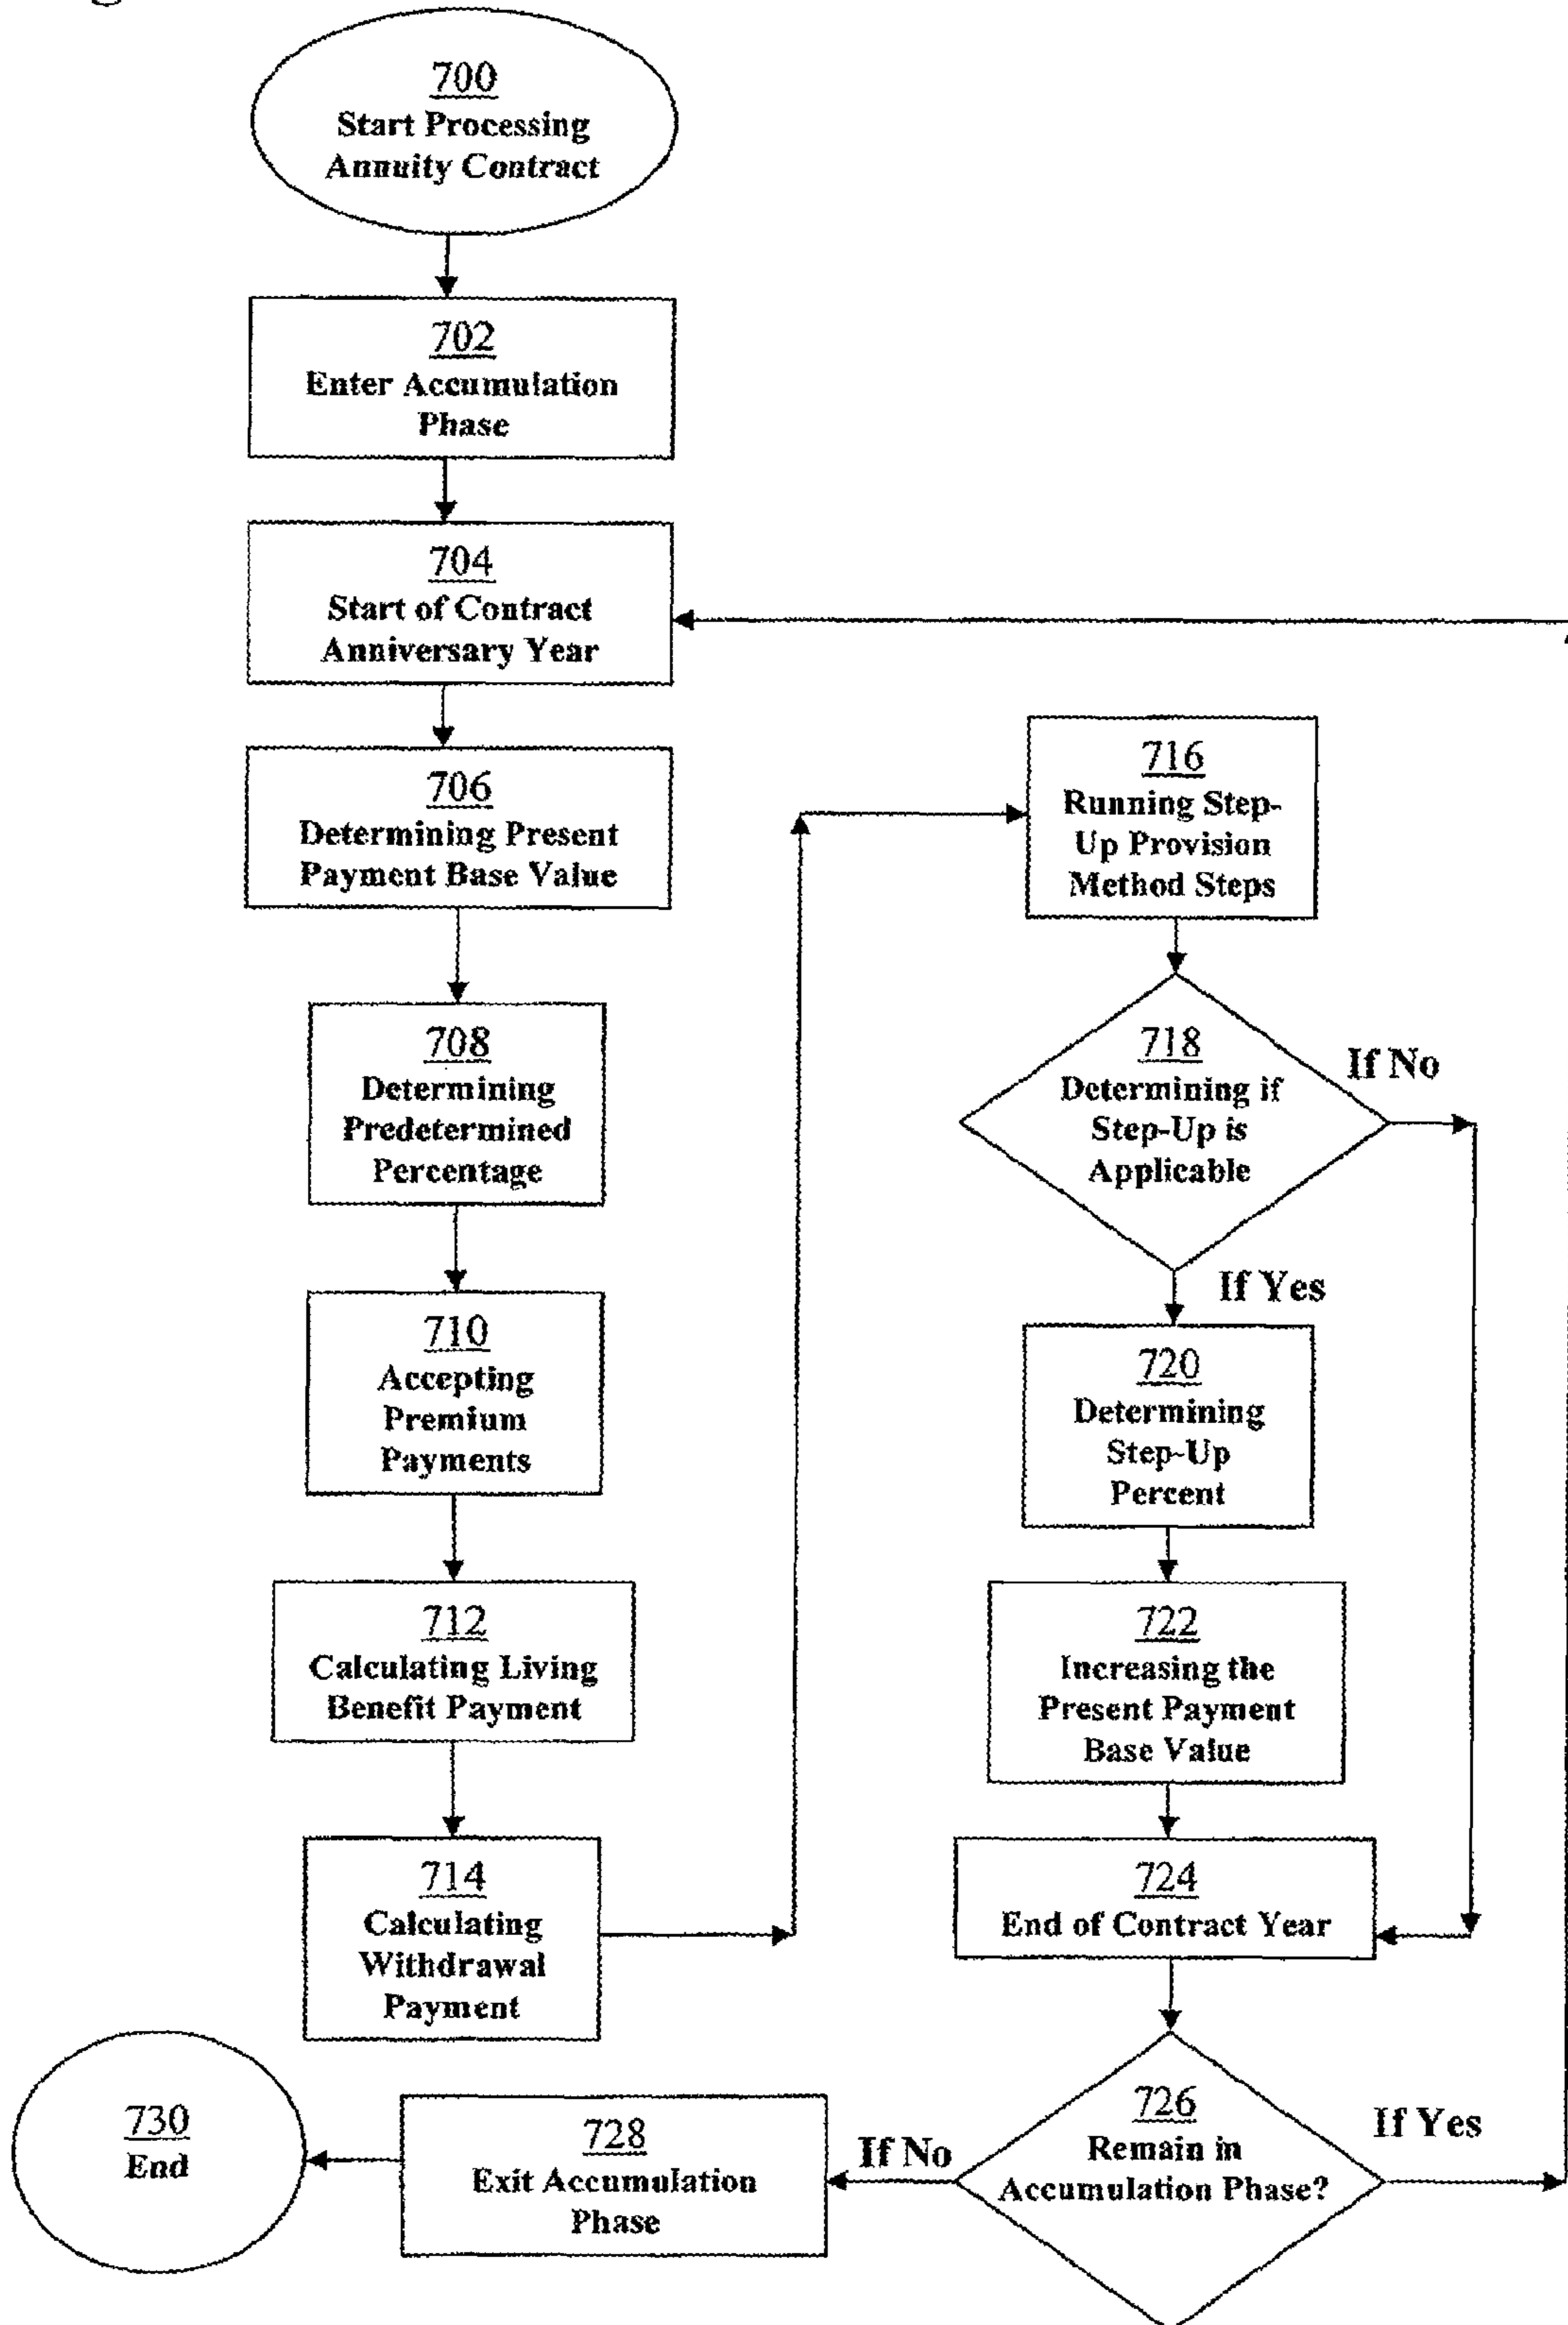 700
Start Processing
Annuity Contract
702
Enter Accumulation
Phase
704
Start of Contract
Anniversary Year
706
Determining Present
Payment Base Value
708
Determining
Predetermined
Percentage
710
Accepting
Premium
Payments
712
Calculating Living
Benefit Payment
714
Calculating
Withdrawal
Payment
716
Running Step-
Up Provision
Method Steps
718
Determining if
Step-Up is
Applicable
If No
If Yes
720
Determining
Step-Up
Percent
722
Increasing the
Present Payment
Base Value
724
End of Contract Year
726
Remain in
Accumulation Phase?
If Yes
If No
728
Exit Accumulation
Phase
730
End